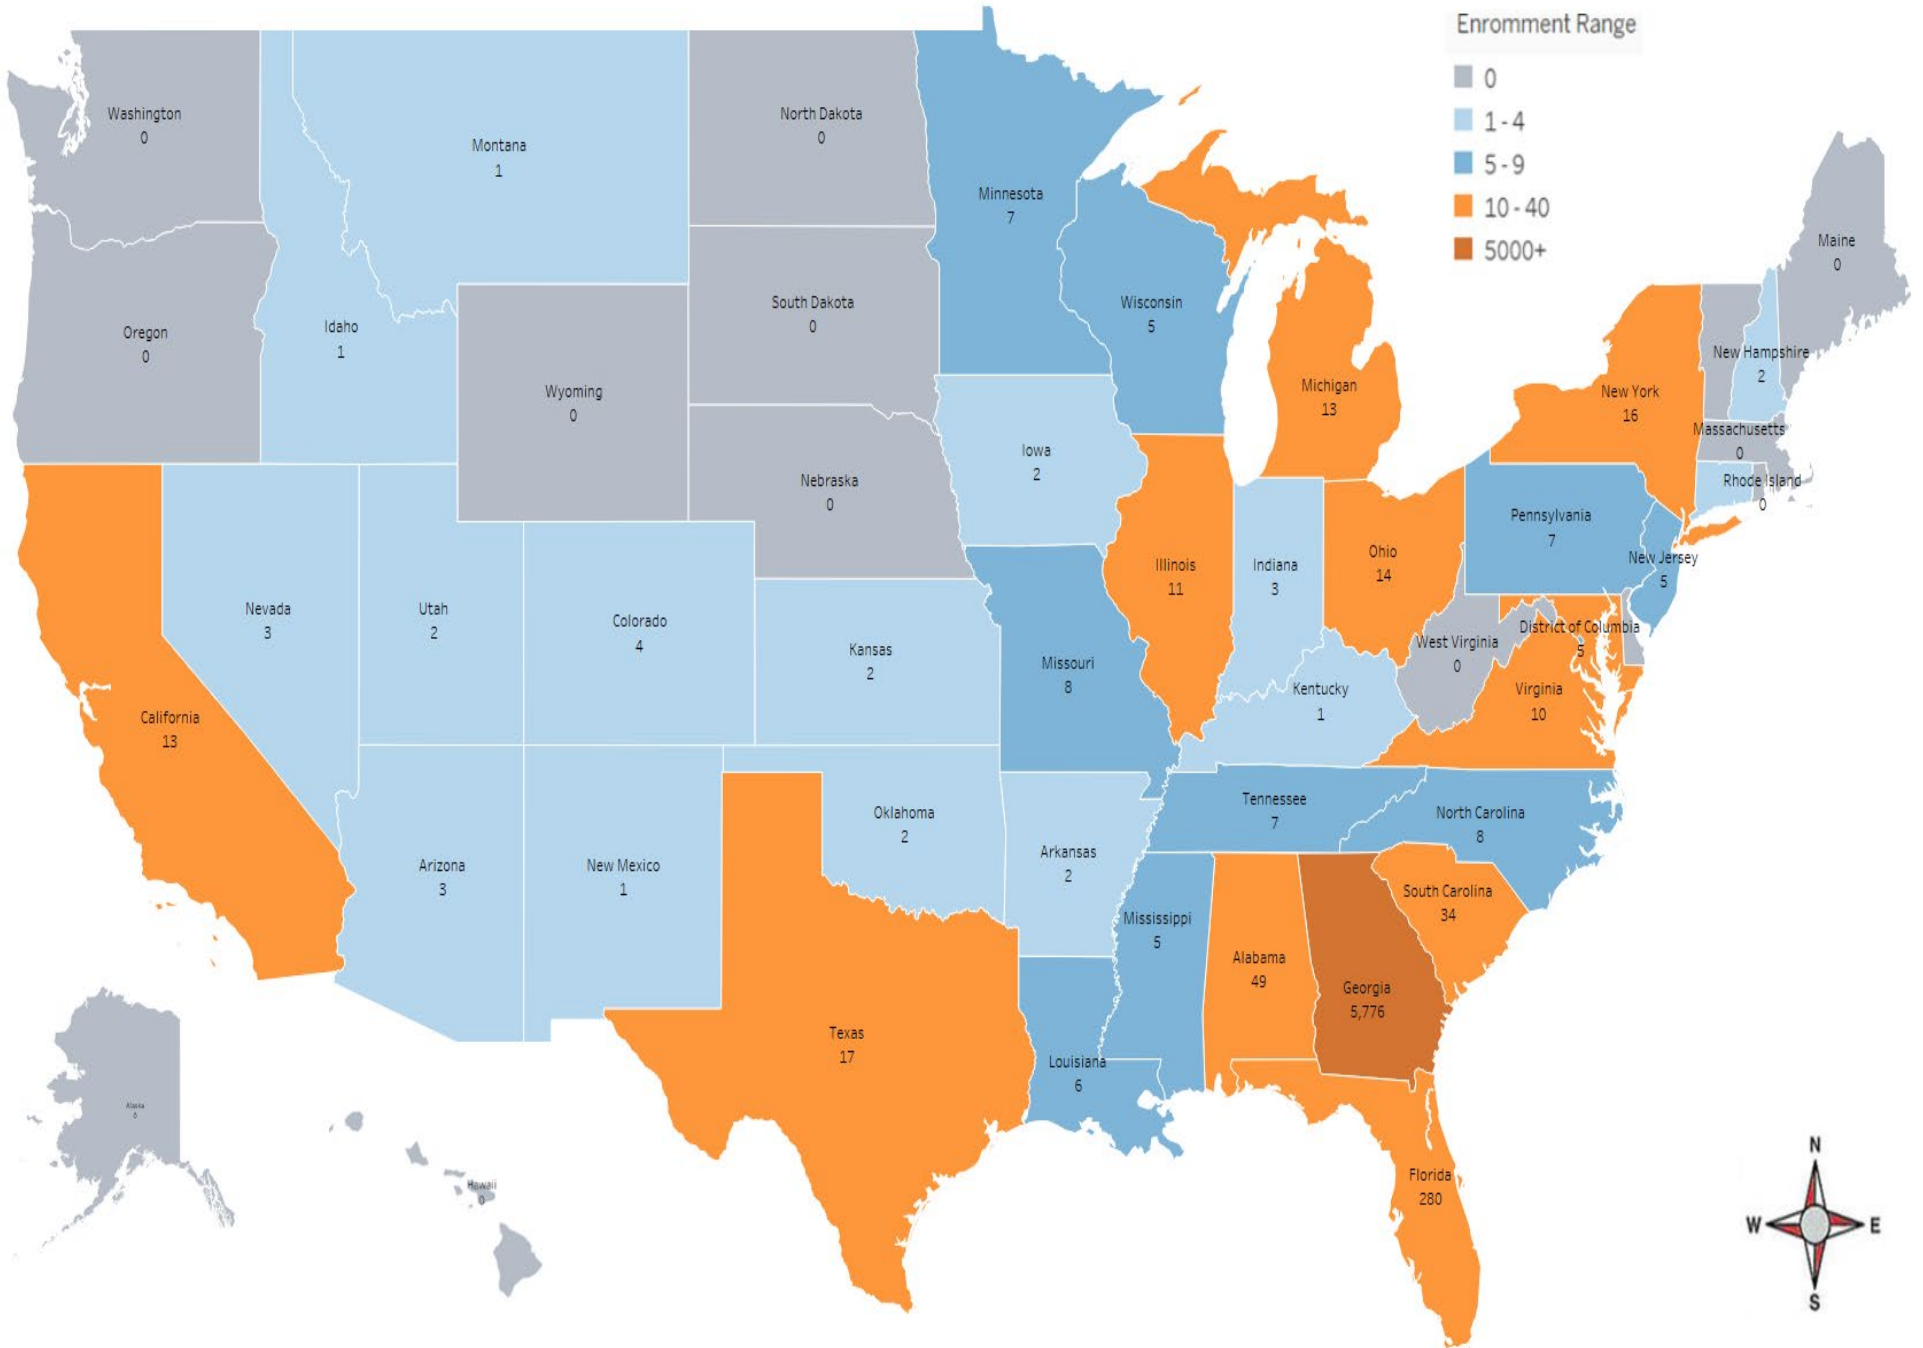 Enromment Range
0
1 - 4
5 - 9
10 - 40
5000+
Washington
0
Montana
1
North Dakota
0
Minnesota
7
Maine
0
Oregon
0
Idaho
1
South Dakota
0
Wisconsin
5
Wyoming
0
Michigan
13
New York
16
New Hampshire
2
Massachusetts
0
Rhode Island
0
Nebraska
0
Iowa
2
Pennsylvania
7
New Jersey
5
Illinois
11
Indiana
3
Ohio
14
District of Columbia
5
West Virginia
0
Virginia
10
Nevada
3
Utah
2
Colorado
4
Kansas
2
Missouri
8
Kentucky
1
California
13
Arizona
3
New Mexico
1
Oklahoma
2
Arkansas
2
Tennessee
7
North Carolina
8
South Carolina
34
Mississippi
5
Alabama
49
Georgia
5,776
Texas
17
Louisiana
6
Florida
280
Alaska
0
Hawaii
0
N
W
E
S